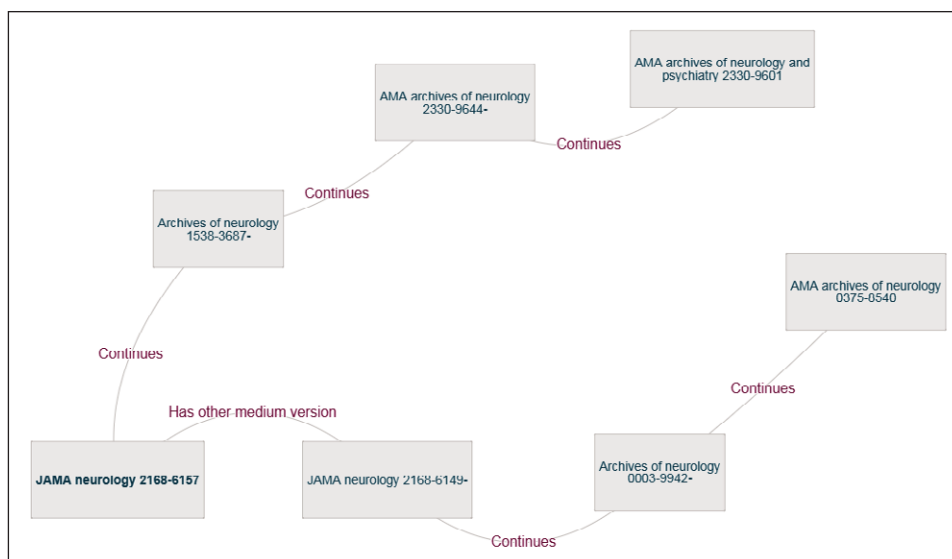 AMA archives of neurology and
psychiatry 2330-9601
AMA archives of neurology
2330-9644-
Continues
Continues
Archives of neurology
1538-3687-
AMA archives of neurology
0375-8540
Continues
Continues
Has other medium version
JAMA neurology 2168-6157
JAMA neurology 2168-6149-
Archives of neurology
0003-9942-
Continues